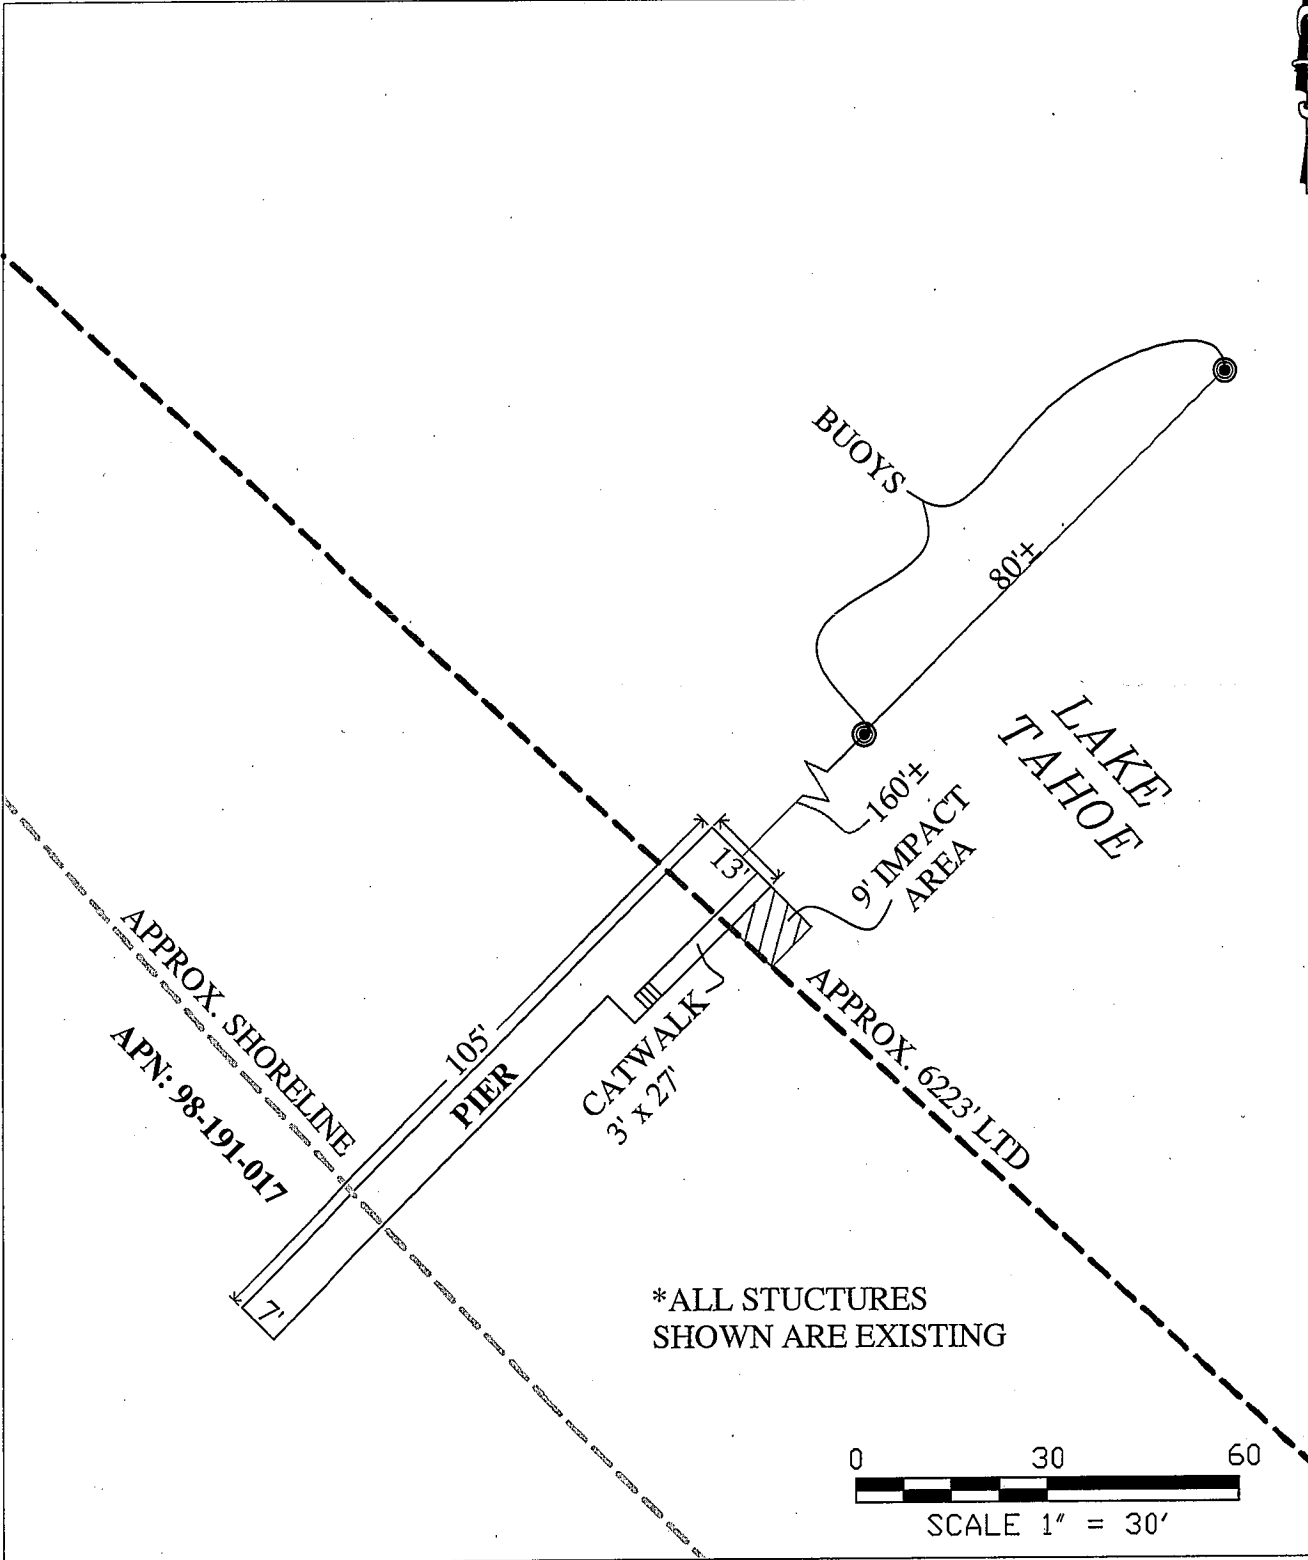 BUOYS
80'±
LAKE
TAHOE
160'±
9' IMPACT
AREA
13'
APPROX. SHORELINE
APN: 98-191-017
105'
PIER
CATWALK
3' x 27'
APPROX. 6223' LTD
7'
*ALL STUCTURES
SHOWN ARE EXISTING
0 30 60
SCALE 1" = 30'